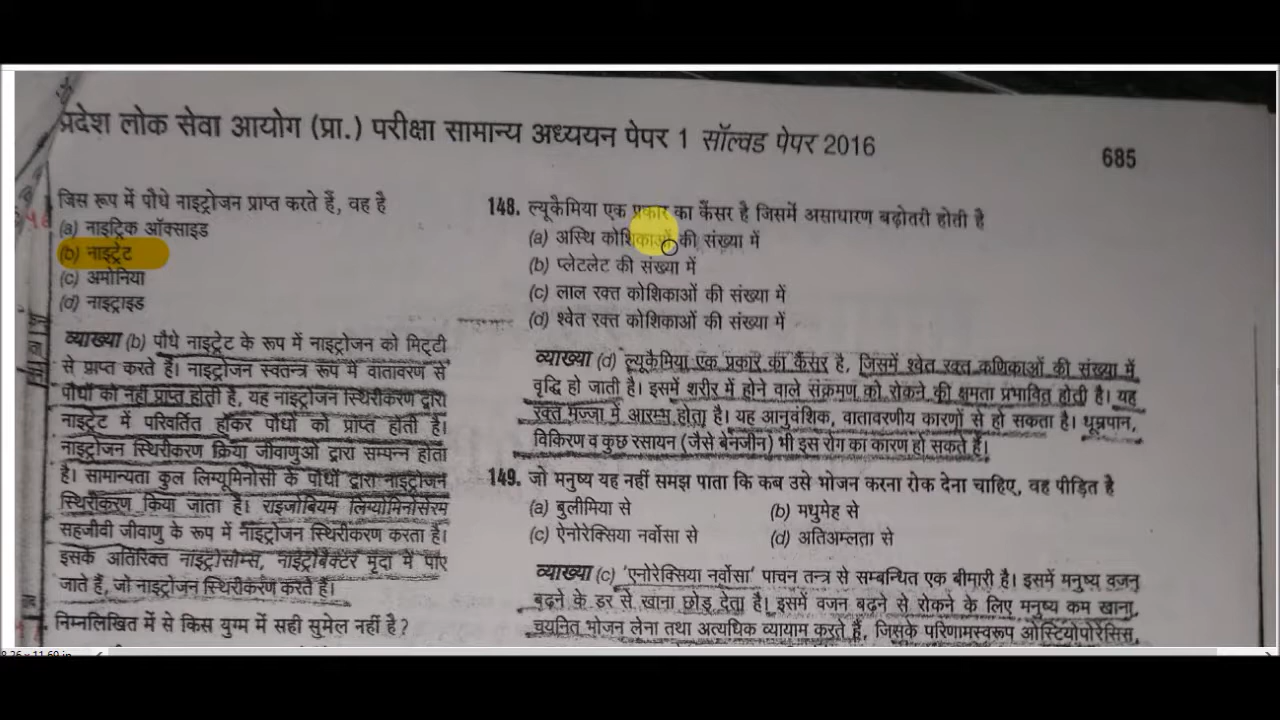 प्रदेश लोक सेवा आयोग (प्रा.) परीक्षा सामान्य अध्ययन पेपर 1 सॉल्वड पेपर 2016
685
जिस रूप में पौधे नाइट्रोजन प्राप्त करते हैं, वह है
(a) नाइट्रिक ऑक्साइड
(b) नाइट्रेट
(c) अमोनिया
(d) नाइट्राइड
व्याख्या (b) पौधे नाइट्रेट के रूप में नाइट्रोजन को मिट्टी
से प्राप्त करते हैं। नाइट्रोजन स्वतन्त्र रूप में वातावरण से
पौधों को नहीं प्राप्त होती है, यह नाइट्रोजन स्थिरीकरण द्वारा
नाइट्रेट में परिवर्तित होकर पौधों को प्राप्त होती है।
नाइट्रोजन स्थिरीकरण क्रिया जीवाणुओं द्वारा सम्पन्न होती
है। सामान्यता कुल लिग्यूमिनोसी के पौधों द्वारा नाइट्रोजन
स्थिरीकरण किया जाता है। राइजोबियम लिग्यूमिनोसेरम
सहजीवी जीवाणु के रूप में नाइट्रोजन स्थिरीकरण करता है।
इसके अतिरिक्त नाइट्रोसोम्स, नाइट्रोबैक्टर मृदा में पाए
जाते हैं, जो नाइट्रोजन स्थिरीकरण करते हैं।
निम्नलिखित में से किस युग्म में सही सुमेल नहीं है?
148. ल्यूकैमिया एक प्रकार का कैंसर है जिसमें असाधारण बढ़ोतरी होती है
(a) अस्थि कोशिकाओं की संख्या में
(b) प्लेटलेट की संख्या में
(c) लाल रक्त कोशिकाओं की संख्या में
(d) श्वेत रक्त कोशिकाओं की संख्या में
व्याख्या (d) ल्यूकैमिया एक प्रकार का कैंसर है, जिसमें श्वेत रक्त कणिकाओं की संख्या में
वृद्धि हो जाती है। इसमें शरीर में होने वाले संक्रमण को रोकने की क्षमता प्रभावित होती है। यह
रक्त मज्जा में आरम्भ होता है। यह आनुवंशिक, वातावरणीय कारणों से हो सकता है। धूम्रपान,
विकिरण व कुछ रसायन (जैसे बेनजीन) भी इस रोग का कारण हो सकते हैं।
149. जो मनुष्य यह नहीं समझ पाता कि कब उसे भोजन करना रोक देना चाहिए, वह पीड़ित है
(a) बुलीमिया से
(b) मधुमेह से
(c) ऐनोरेक्सिया नर्वोसा से
(d) अतिअम्लता से
व्याख्या (c) 'एनोरेक्सिया नर्वोसा' पाचन तन्त्र से सम्बन्धित एक बीमारी है। इसमें मनुष्य वजन
बढ़ने के डर से खाना छोड़ देता है। इसमें वजन बढ़ने से रोकने के लिए मनुष्य कम खाना,
चयनित भोजन लेना तथा अत्यधिक व्यायाम करते हैं, जिसके परिणामस्वरूप ओस्टियोपोरेसिस,
8.26 x 11.69 in